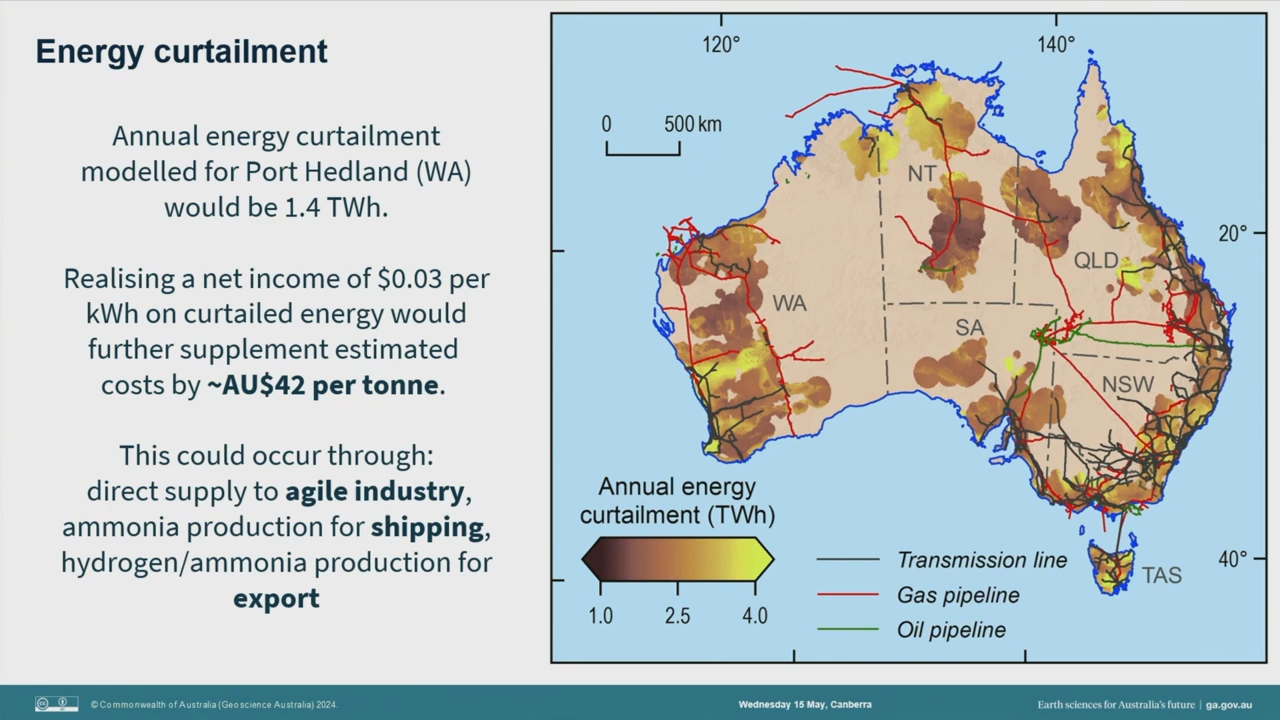 Energy curtailment
Annual energy curtailment
modelled for Port Hedland (WA)
would be 1.4 TWh.
Realising a net income of $0.03 per
kWh on curtailed energy would
further supplement estimated
costs by ~AU$42 per tonne.
This could occur through:
direct supply to agile industry,
ammonia production for shipping,
hydrogen/ammonia production for
export
120°
140°
0 500 km
NT
20°
QLD
WA
SA
NSW
Annual energy
curtailment (TWh)
1.0 2.5 4.0
Transmission line
Gas pipeline
Oil pipeline
40°
TAS
© Commonwealth of Australia (Geoscience Australia) 2024.
Wednesday 15 May, Canberra
Earth sciences for Australia's future | ga.gov.au